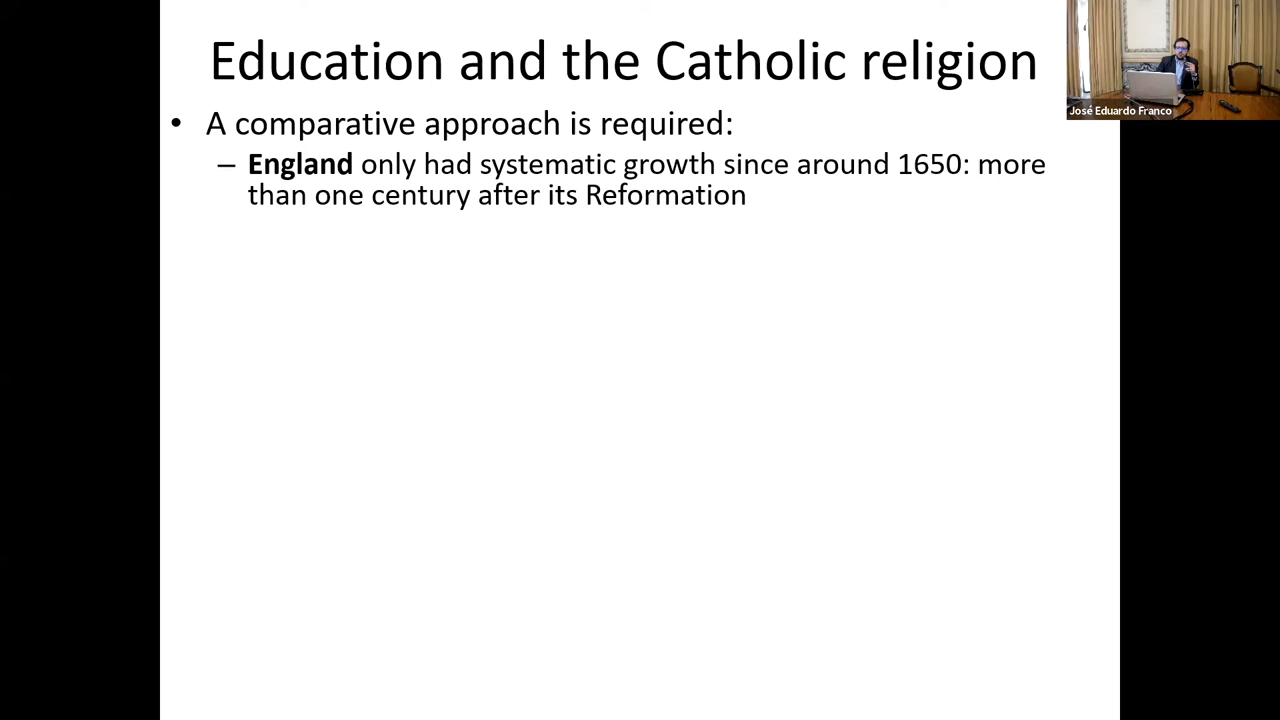 Education and the Catholic religion
José Eduardo Franco
• A comparative approach is required:
– England only had systematic growth since around 1650: more
than one century after its Reformation